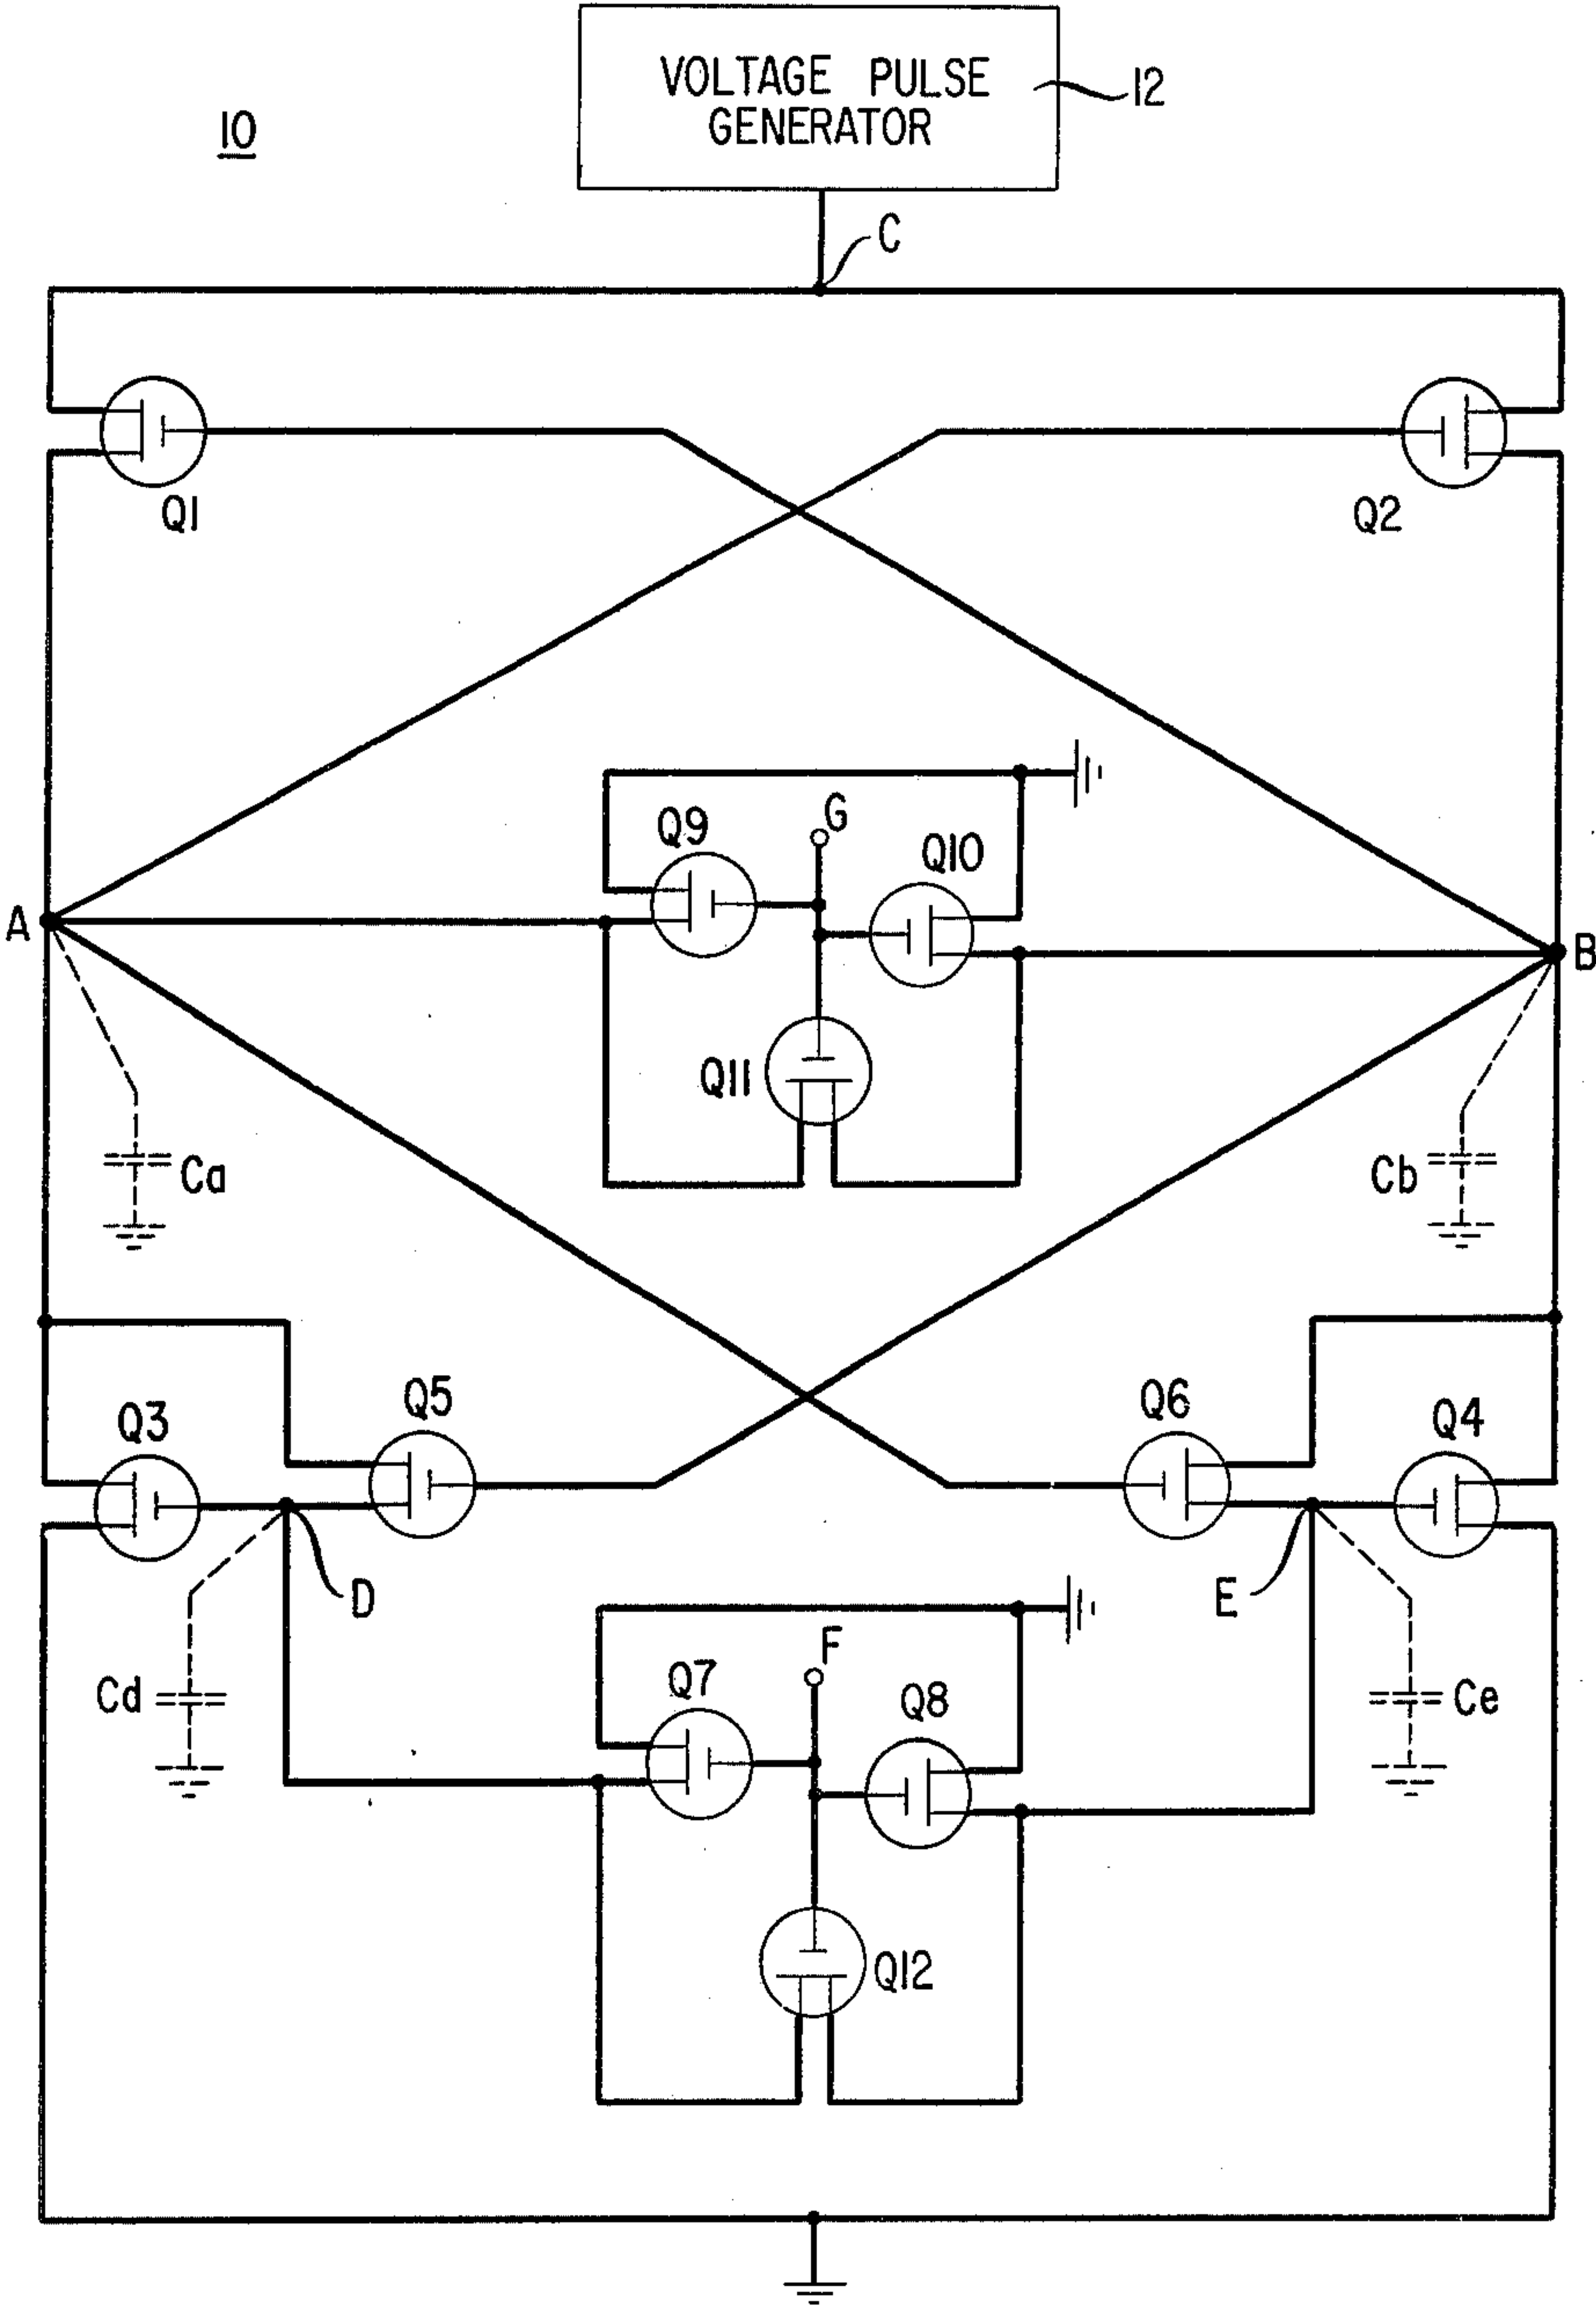 VOLTAGE PULSE
GENERATOR
12
10
C
Q1
Q2
G
Q9
Q10
A
B
Q11
Ca
Cb
Q5
Q6
Q3
Q4
D
E
F
Q7
Q8
Cd
Ce
Q12